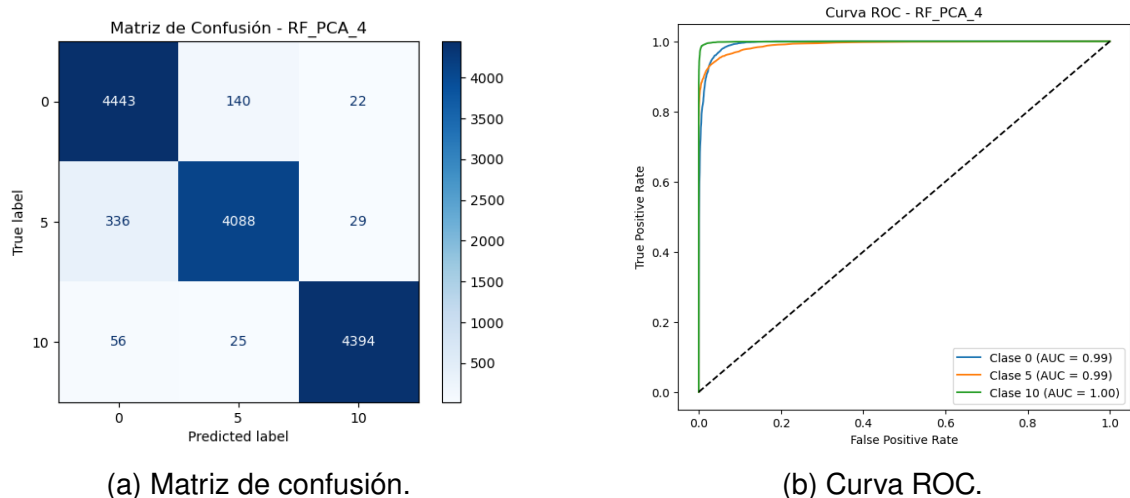 Matriz de Confusión - RF_PCA_4
True label
0
5
10
4443 140 22
336 4088 29
56 25 4394
0 5 10
Predicted label
4000
3500
3000
2500
2000
1500
1000
500
(a) Matriz de confusión.
Curva ROC - RF_PCA_4
True Positive Rate
1.0
0.8
0.6
0.4
0.2
0.0
Clase 0 (AUC = 0.99)
Clase 5 (AUC = 0.99)
Clase 10 (AUC = 1.00)
0.0 0.2 0.4 0.6 0.8 1.0
False Positive Rate
(b) Curva ROC.